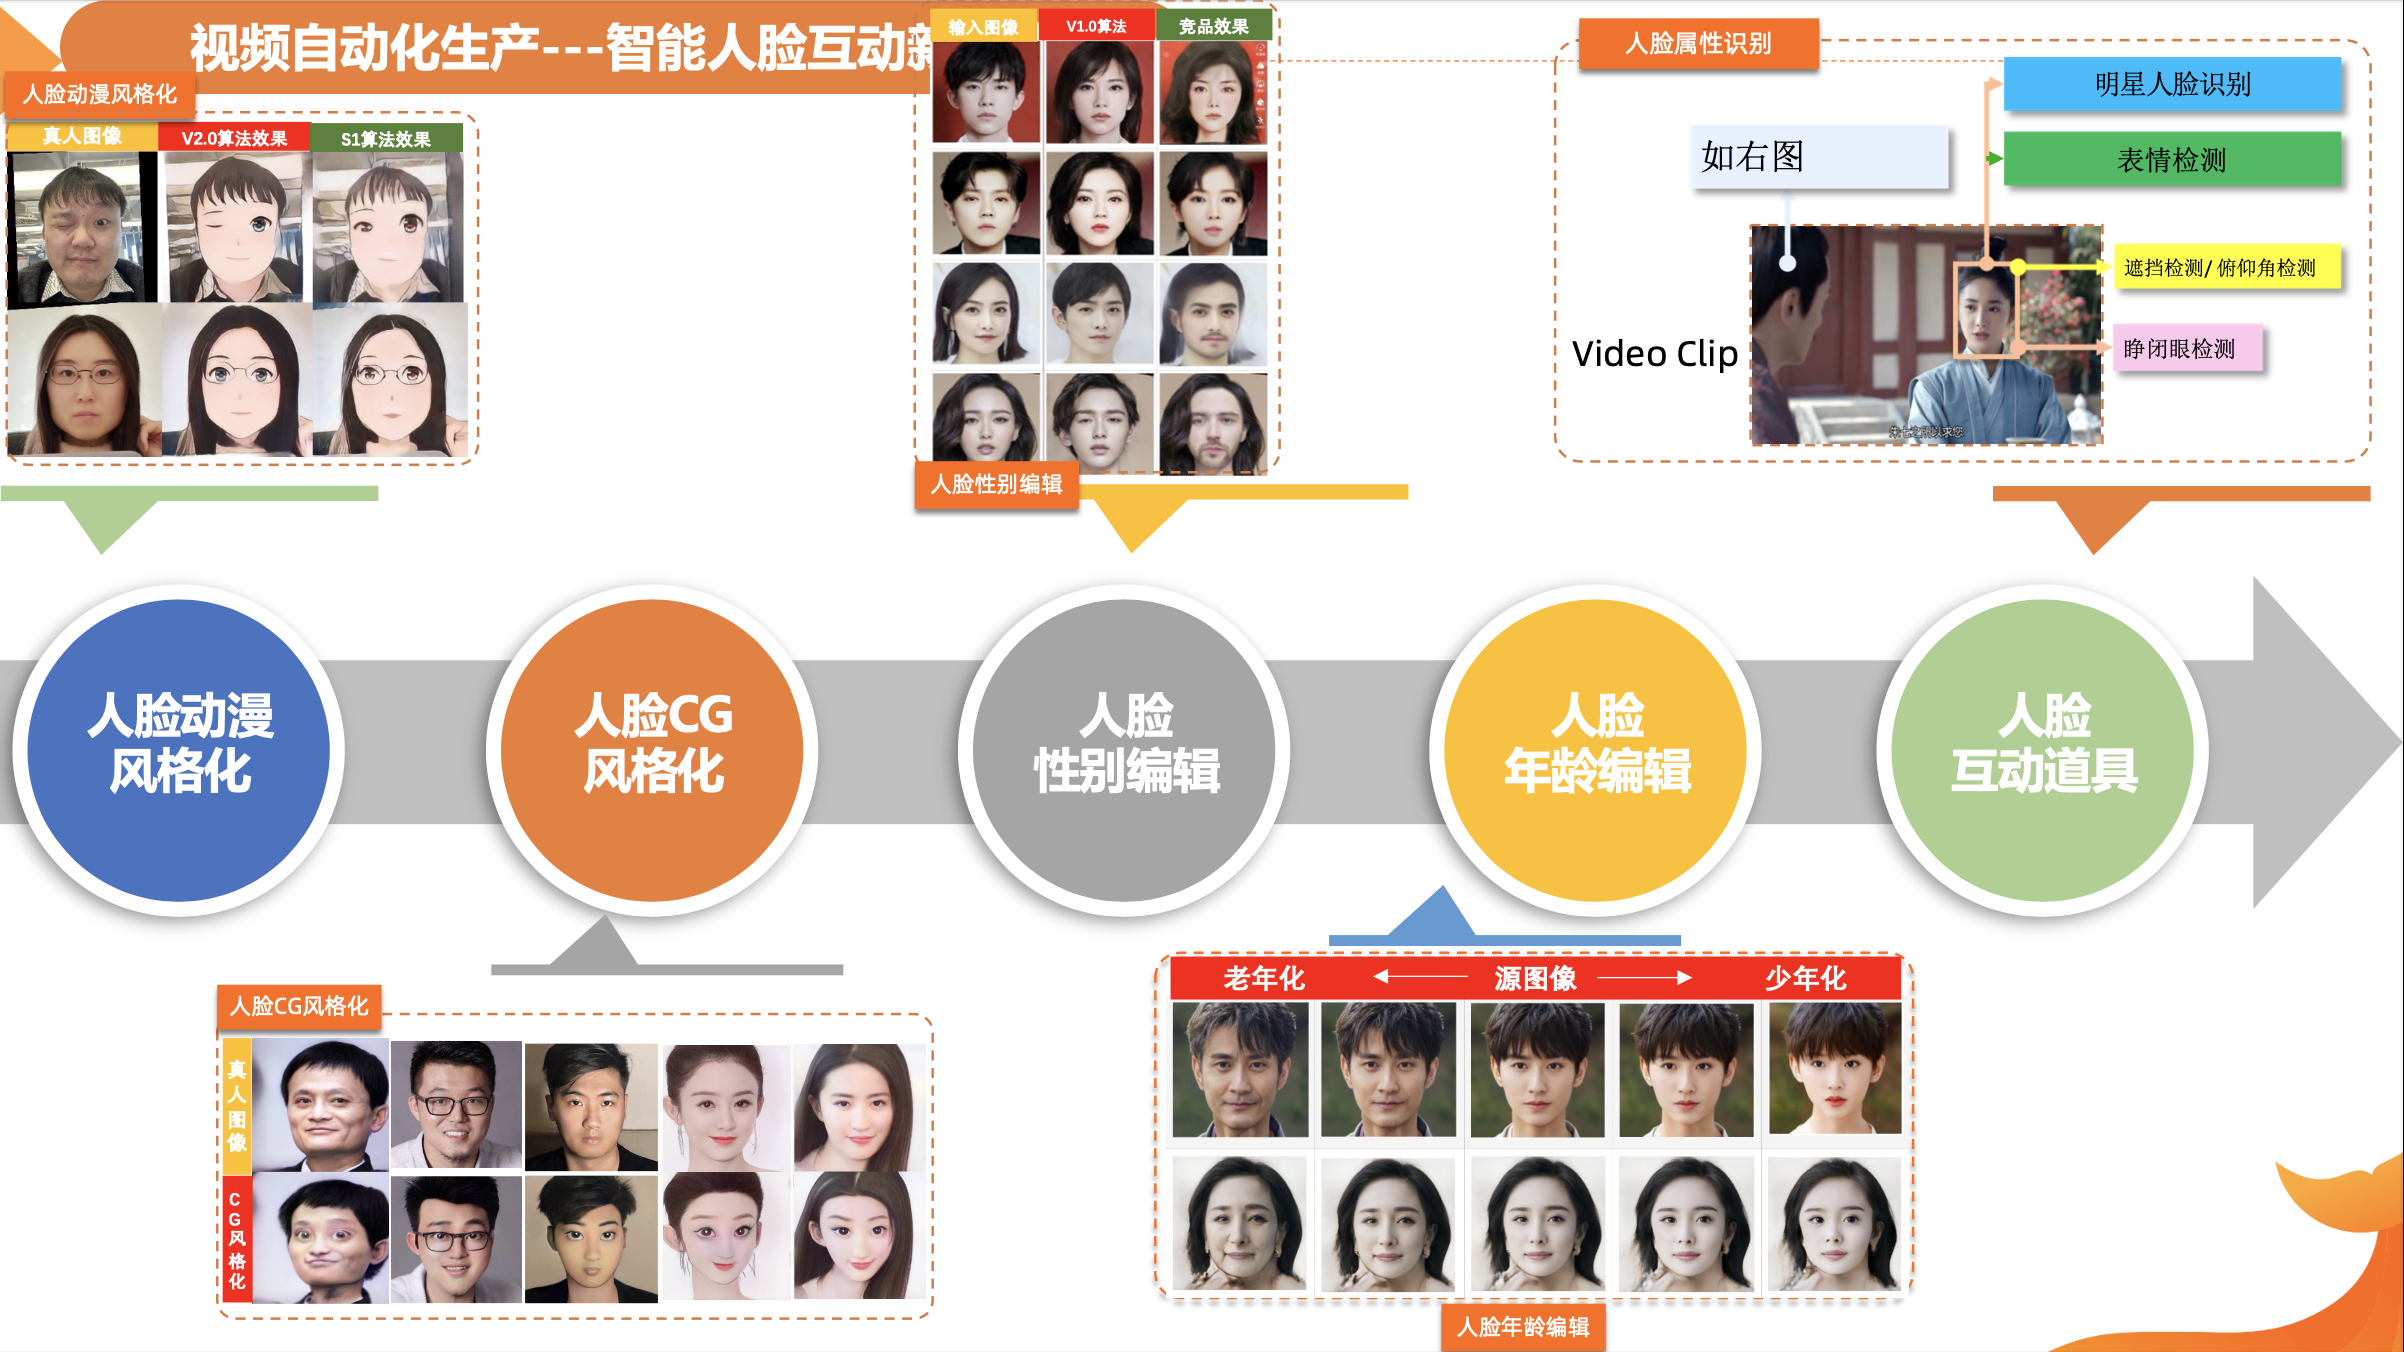 视频自动化生产---智能人脸互动
人脸动漫风格化
真人图像
V2.0算法效果
S1算法效果
输入图像
V1.0算法
竞品效果
人脸性别编辑
人脸属性识别
明星人脸识别
如右图
表情检测
遮挡检测/ 俯仰角检测
睁闭眼检测
Video Clip
朱七之所以求您
人脸动漫
风格化
人脸CG
风格化
人脸
性别编辑
人脸
年龄编辑
人脸
互动道具
人脸CG风格化
真人图像
CG风格化
老年化
源图像
少年化
人脸年龄编辑